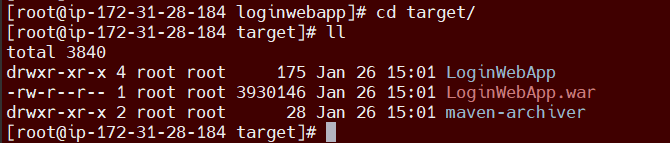 [root@ip-172-31-28-184 loginwebapp]# cd target/
[root@ip-172-31-28-184 target]# ll
total 3840
drwxr-xr-x 4 root root     175 Jan 26 15:01 LoginWebApp
-rw-r--r-- 1 root root 3930146 Jan 26 15:01 LoginWebApp.war
drwxr-xr-x 2 root root      28 Jan 26 15:01 maven-archiver
[root@ip-172-31-28-184 target]#